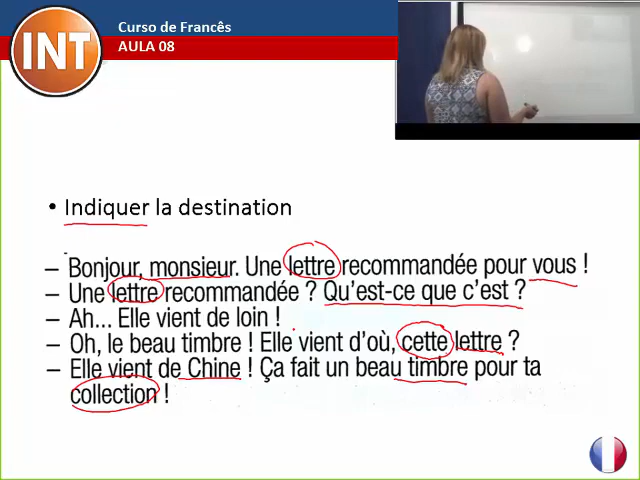 INT
Curso de Francês
AULA 08
• Indiquer la destination
– Bonjour, monsieur. Une lettre recommandée pour vous !
– Une lettre recommandée ? Qu'est-ce que c'est ?
– Ah... Elle vient de loin !
– Oh, le beau timbre ! Elle vient d'où, cette lettre ?
– Elle vient de Chine ! Ça fait un beau timbre pour ta
collection !